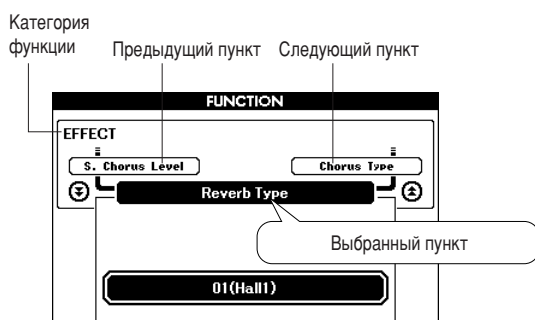 Категория
функции
Предыдущий пункт
Следующий пункт
FUNCTION
EFFECT
S. Chorus Level
Chorus Type
Reverb Type
Выбранный пункт
01(Hall1)